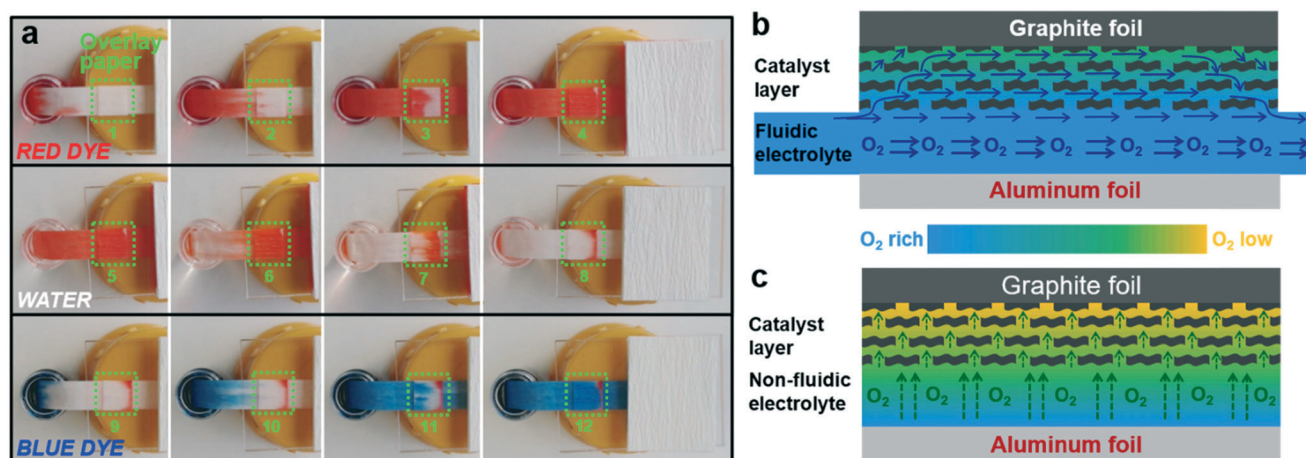 a
Overlay
paper
1
2
3
4
RED DYE
5
6
7
8
WATER
9
10
11
12
BLUE DYE
b
Graphite foil
Catalyst
layer
Fluidic
electrolyte
O₂ O₂ O₂ O₂ O₂ O₂ O₂
Aluminum foil
O₂ rich
O₂ low
c
Graphite foil
Catalyst
layer
Non-fluidic
electrolyte
O₂ O₂ O₂ O₂ O₂ O₂ O₂
Aluminum foil